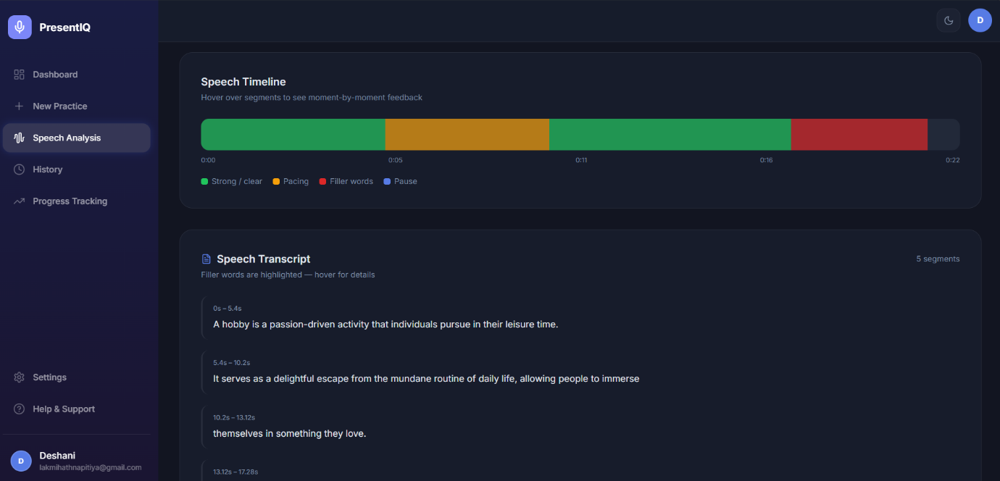 PresentIQ
D
Dashboard
New Practice
Speech Analysis
History
Progress Tracking
Settings
Help & Support
D
Deshani
lakmihathnapitiya@gmail.com
Speech Timeline
Hover over segments to see moment-by-moment feedback
0:00 0:05 0:11 0:16 0:22
Strong / clear Pacing Filler words Pause
Speech Transcript 5 segments
Filler words are highlighted — hover for details
0s – 5.4s
A hobby is a passion-driven activity that individuals pursue in their leisure time.
5.4s – 10.2s
It serves as a delightful escape from the mundane routine of daily life, allowing people to immerse
10.2s – 13.12s
themselves in something they love.
13.12s – 17.28s